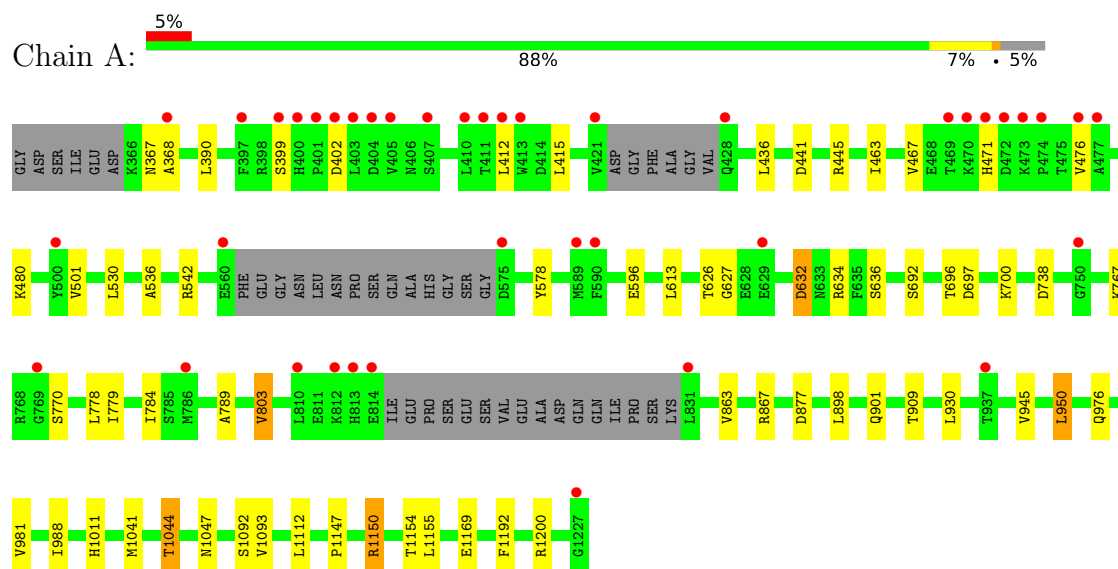 5%
Chain A:
88% 7% • 5%
GLY ASP SER ILE GLU ASP K366 N367 A368 L390 F397 R398 S399 H400 P401 D402 L403 D404 V405 N406 S407 L410 T411 L412 W413 D414 L415 V421 ASP GLY PHE ALA GLY VAL Q428 L436 D441 R445 I463 V467 E468 T469 K470 H471 D472 K473 P474 T475 V476 A477
K480 Y500 V501 L530 A536 R542 E560 PHE GLU GLY ASN LEU ASN PRO SER GLN ALA HIS GLY SER GLY D575 Y578 M589 F590 E596 L613 T626 G627 E628 E629 D632 N633 R634 F635 S636 S692 T696 D697 K700 D738 G750 K767
R768 G769 S770 L778 I779 I784 S785 M786 A789 V803 L810 E811 K812 H813 E814 ILE GLU PRO SER GLU SER VAL GLU ALA ASP GLN GLN ILE PRO SER LYS L831 V863 R867 D877 L898 Q901 T909 L930 T937 V945 L950 Q976
V981 I988 H1011 M1041 T1044 N1047 S1092 V1093 L1112 P1147 R1150 T1154 L1155 E1169 F1192 R1200 G1227